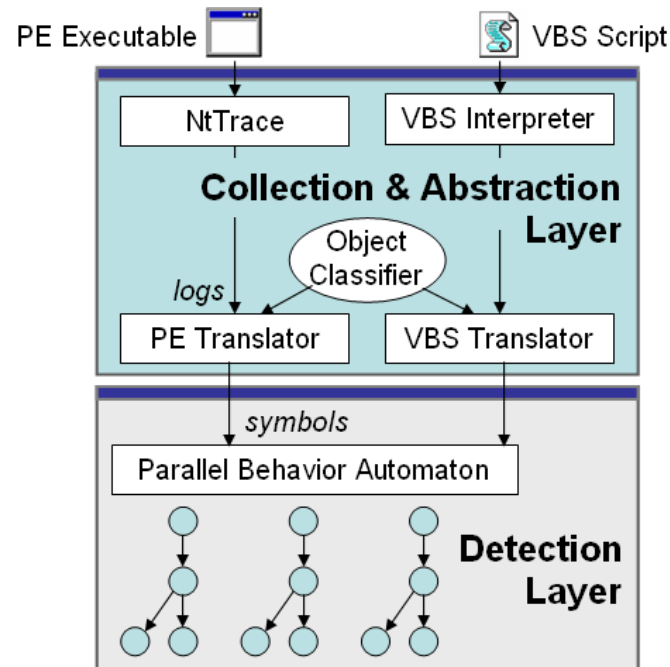 PE Executable
VBS Script
NtTrace
VBS Interpreter
Collection & Abstraction
Layer
Object
Classifier
logs
PE Translator
VBS Translator
symbols
Parallel Behavior Automaton
Detection
Layer